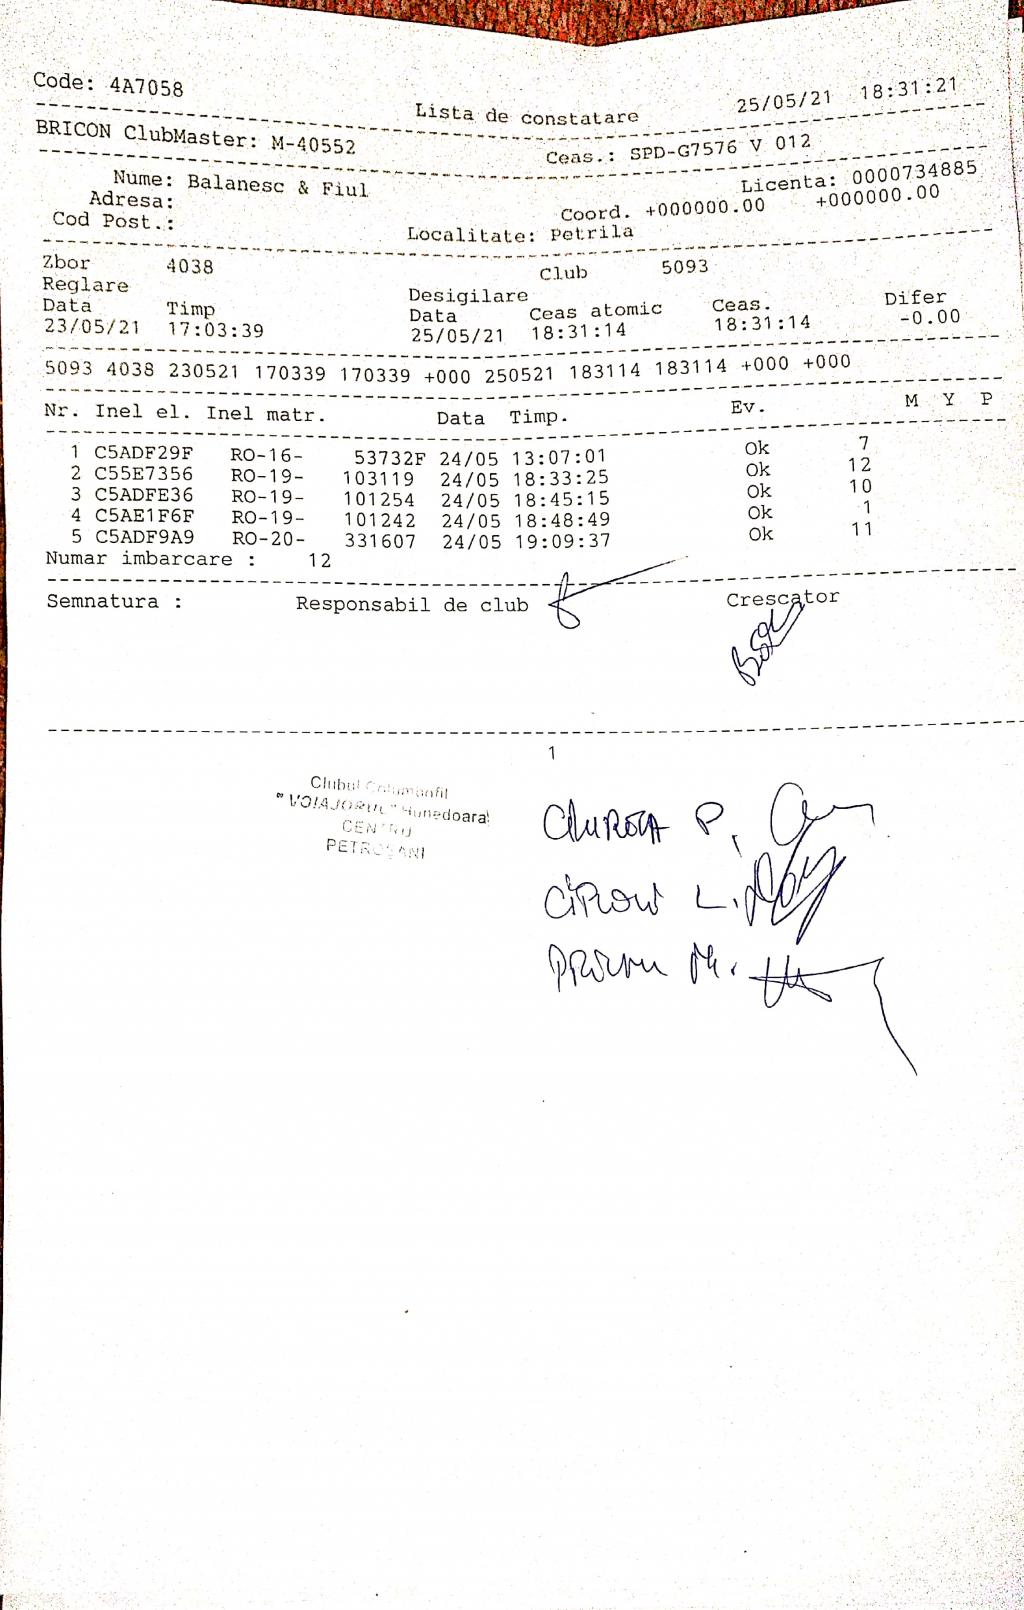 Code: 4A7058
Lista de constatare 25/05/21 18:31:21
BRICON ClubMaster: M-40552 Ceas.: SPD-G7576 V 012
Nume: Balanesc & Fiul Licenta: 0000734885
Adresa: Coord. +000000.00 +000000.00
Cod Post.: Localitate: Petrila
Zbor 4038 Club 5093
Reglare Desigilare
Data Timp Data Ceas atomic Ceas. Difer
23/05/21 17:03:39 25/05/21 18:31:14 18:31:14 -0.00
5093 4038 230521 170339 170339 +000 250521 183114 183114 +000 +000
Nr. Inel el. Inel matr. Data Timp. Ev. M Y P
1 C5ADF29F RO-16- 53732F 24/05 13:07:01 Ok 7
2 C55E7356 RO-19- 103119 24/05 18:33:25 Ok 12
3 C5ADFE36 RO-19- 101254 24/05 18:45:15 Ok 10
4 C5AE1F6F RO-19- 101242 24/05 18:48:49 Ok 1
5 C5ADF9A9 RO-20- 331607 24/05 19:09:37 Ok 11
Numar imbarcare : 12
Semnatura : Responsabil de club Crescator
1
Clubul Columbofil
"VOIAJORUL" Hunedoara
CENTRU
PETROSANI
P.
L.
M.